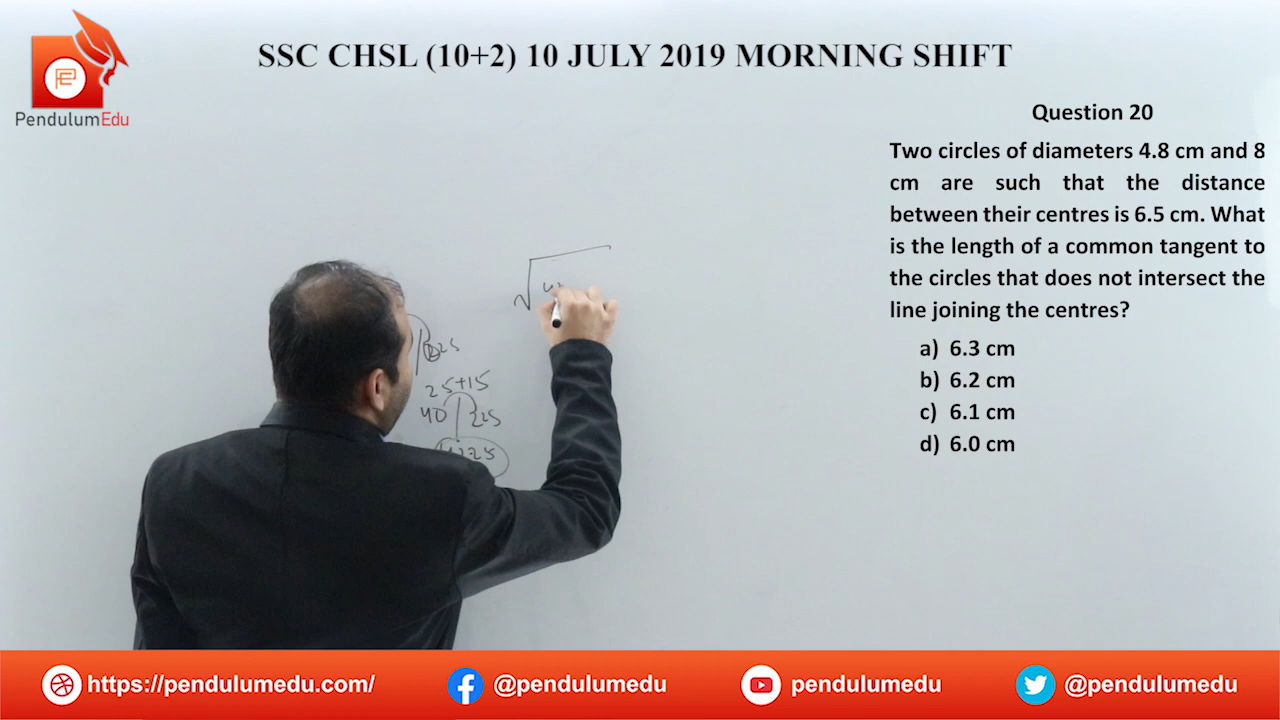 SSC CHSL (10+2) 10 JULY 2019 MORNING SHIFT
PendulumEdu
Question 20
Two circles of diameters 4.8 cm and 8
cm are such that the distance
between their centres is 6.5 cm. What
is the length of a common tangent to
the circles that does not intersect the
line joining the centres?
a) 6.3 cm
b) 6.2 cm
c) 6.1 cm
d) 6.0 cm
25+15
40 225
https://pendulumedu.com/
@pendulumedu
pendulumedu
@pendulumedu